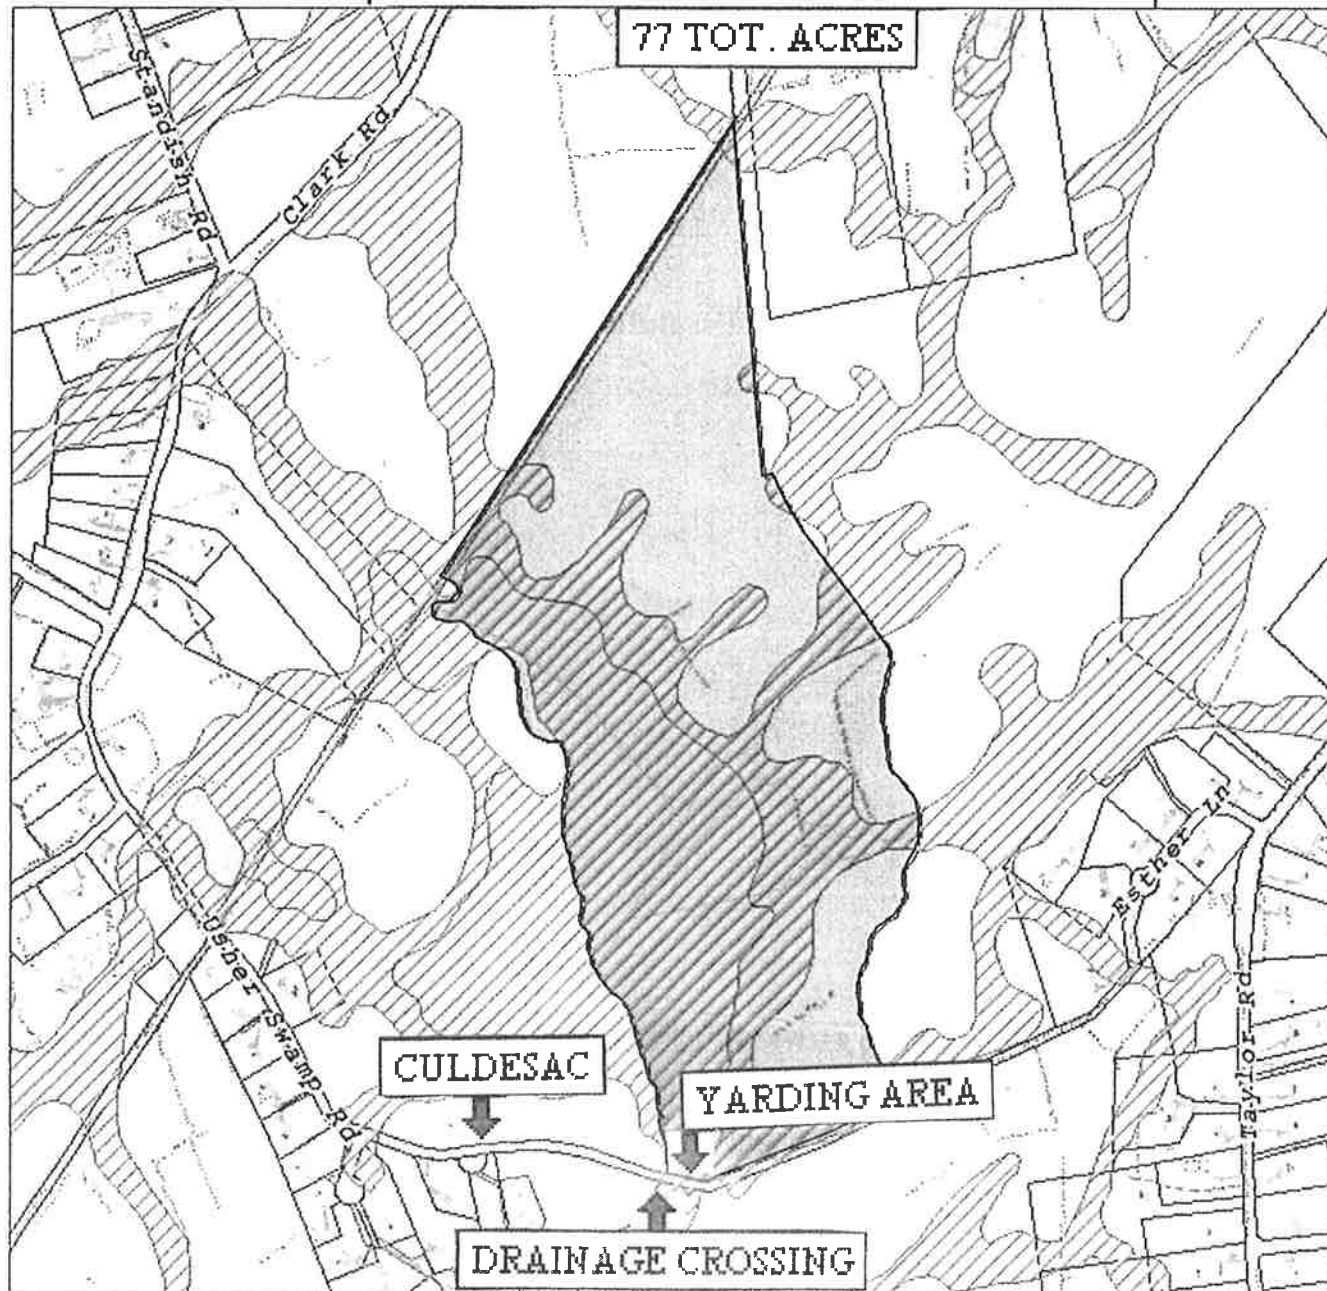 77 TOT. ACRES
Standish Rd
Clark Rd
Esther Ln
Usher Swamp Rd
Taylor Rd
CULDESAC
YARDING AREA
DRAINAGE CROSSING